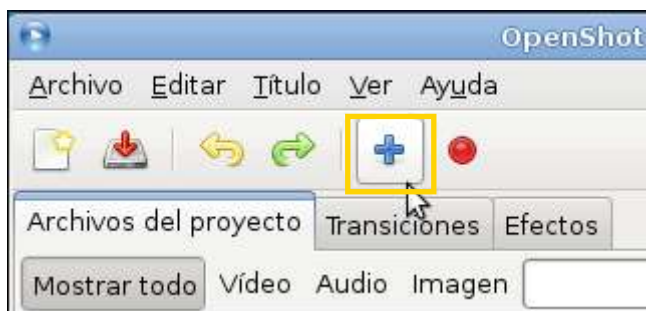 OpenShot
Archivo Editar Título Ver Ayuda
Archivos del proyecto Transiciones Efectos
Mostrar todo Vídeo Audio Imagen